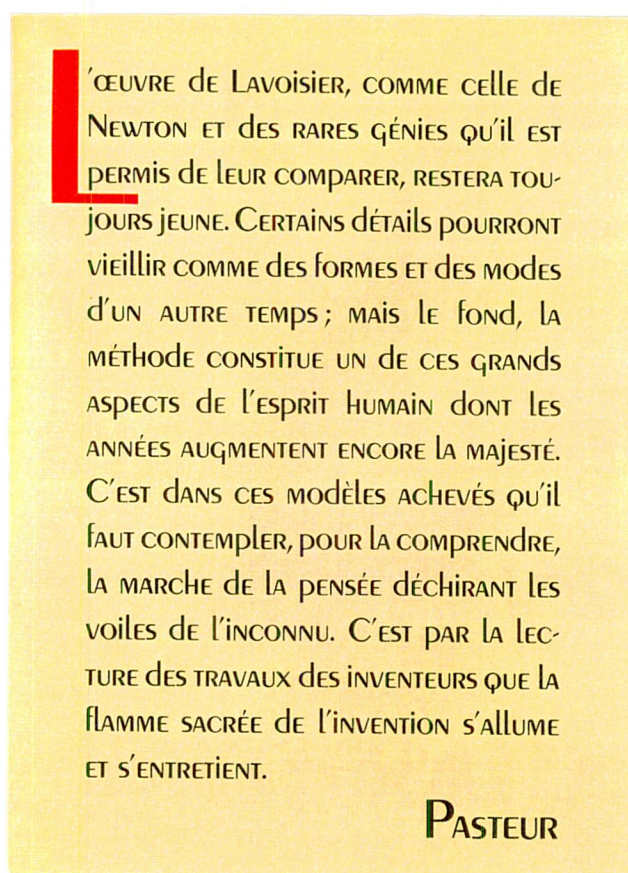 L'œuvre de Lavoisier, comme celle de
Newton et des rares génies qu'il est
permis de leur comparer, restera tou-
jours jeune. Certains détails pourront
vieillir comme des formes et des modes
d'un autre temps ; mais le fond, la
méthode constitue un de ces grands
aspects de l'esprit humain dont les
années augmentent encore la majesté.
C'est dans ces modèles achevés qu'il
faut contempler, pour la comprendre,
la marche de la pensée déchirant les
voiles de l'inconnu. C'est par la lec-
ture des travaux des inventeurs que la
flamme sacrée de l'invention s'allume
et s'entretient.
Pasteur